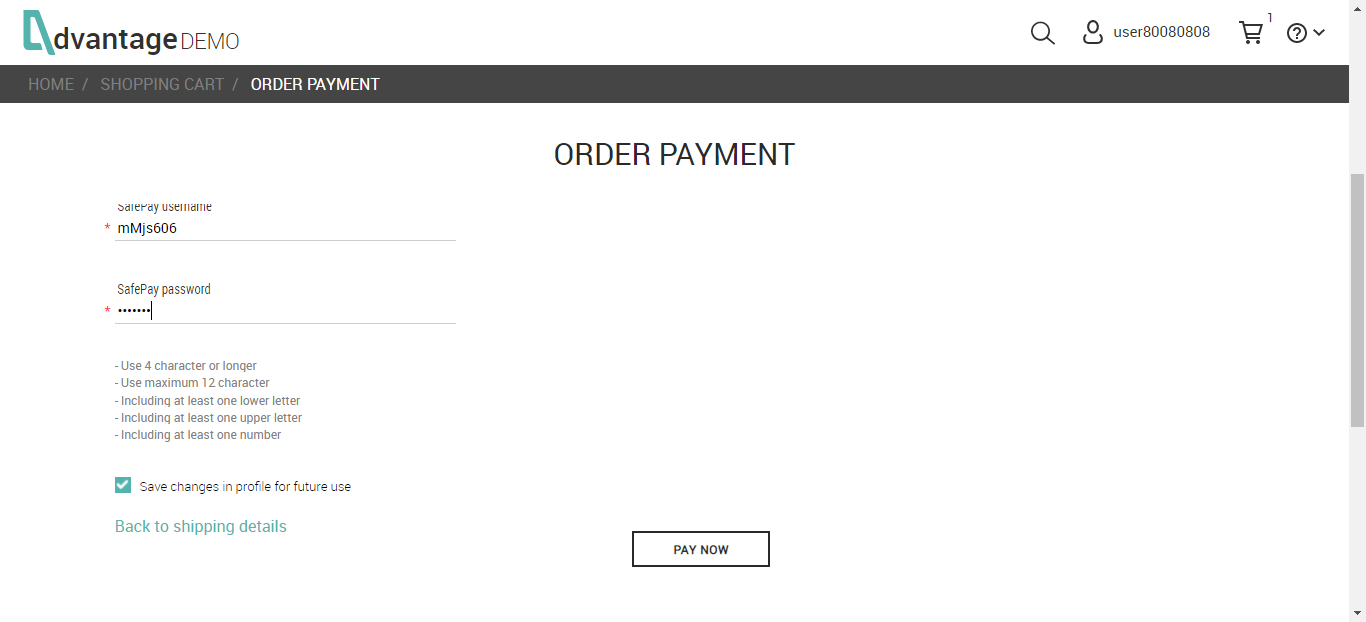 dvantage DEMO
user80080808
1
?
HOME / SHOPPING CART / ORDER PAYMENT
ORDER PAYMENT
SafePay username
* mMjs606
SafePay password
* •••••••
- Use 4 character or longer
- Use maximum 12 character
- Including at least one lower letter
- Including at least one upper letter
- Including at least one number
Save changes in profile for future use
Back to shipping details
PAY NOW